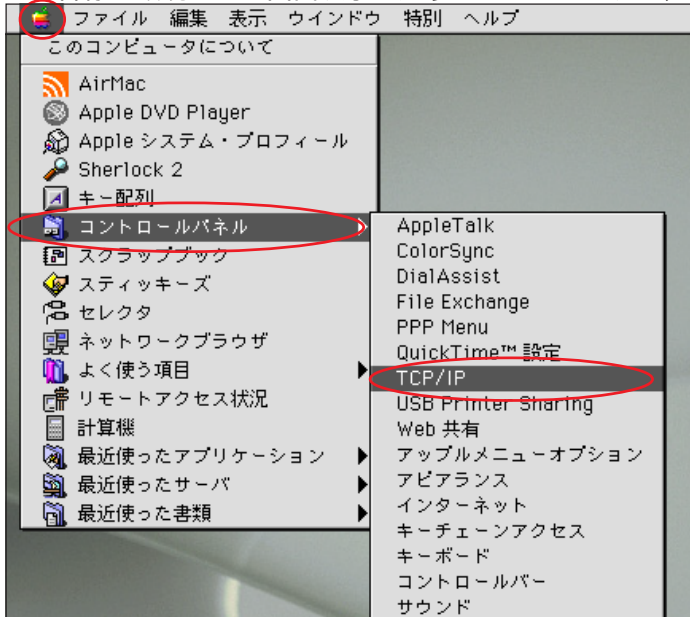 ファイル 編集 表示 ウインドウ 特別 ヘルプ
このコンピュータについて
AirMac
Apple DVD Player
Apple システム・プロフィール
Sherlock 2
キー配列
コントロールパネル
スクラップブック
スティッキーズ
セレクタ
ネットワークブラウザ
よく使う項目
リモートアクセス状況
計算機
最近使ったアプリケーション
最近使ったサーバ
最近使った書類
AppleTalk
ColorSync
DialAssist
File Exchange
PPP Menu
QuickTime™ 設定
TCP/IP
USB Printer Sharing
Web 共有
アップルメニューオプション
アピアランス
インターネット
キーチェーンアクセス
キーボード
コントロールバー
サウンド